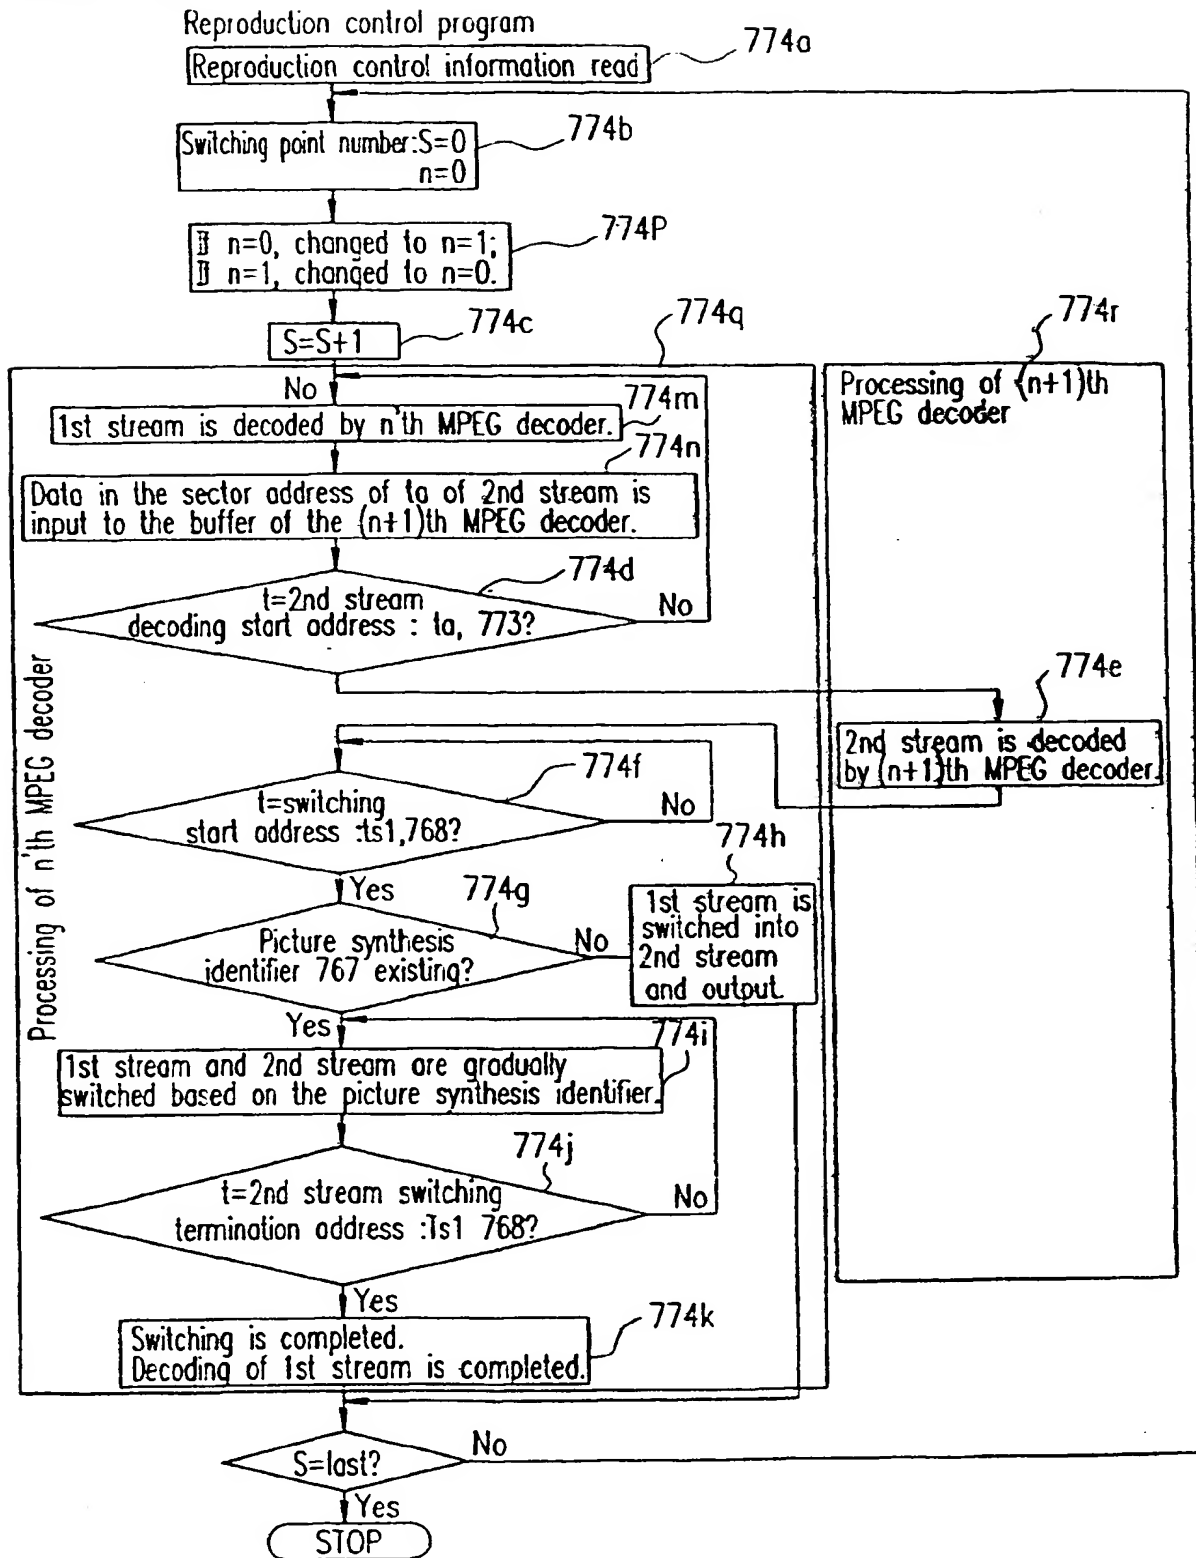 Reproduction control program
774a
Reproduction control information read
774b
Switching point number:S=0
n=0
774P
If n=0, changed to n=1;
If n=1, changed to n=0.
774c
S=S+1
774q
774r
Processing of (n+1)th
MPEG decoder
No
774m
1st stream is decoded by n'th MPEG decoder.
774n
Data in the sector address of ta of 2nd stream is
input to the buffer of the (n+1)th MPEG decoder.
774d
t=2nd stream
decoding start address : ta, 773?
No
774e
2nd stream is decoded
by (n+1)th MPEG decoder.
Processing of n'th MPEG decoder
774f
t=switching
start address :ts1,768?
No
Yes
774g
Picture synthesis
identifier 767 existing?
No
774h
1st stream is
switched into
2nd stream
and output.
Yes
774i
1st stream and 2nd stream are gradually
switched based on the picture synthesis identifier.
774j
t=2nd stream switching
termination address :Ts1 768?
No
Yes
774k
Switching is completed.
Decoding of 1st stream is completed.
S=last?
No
Yes
STOP